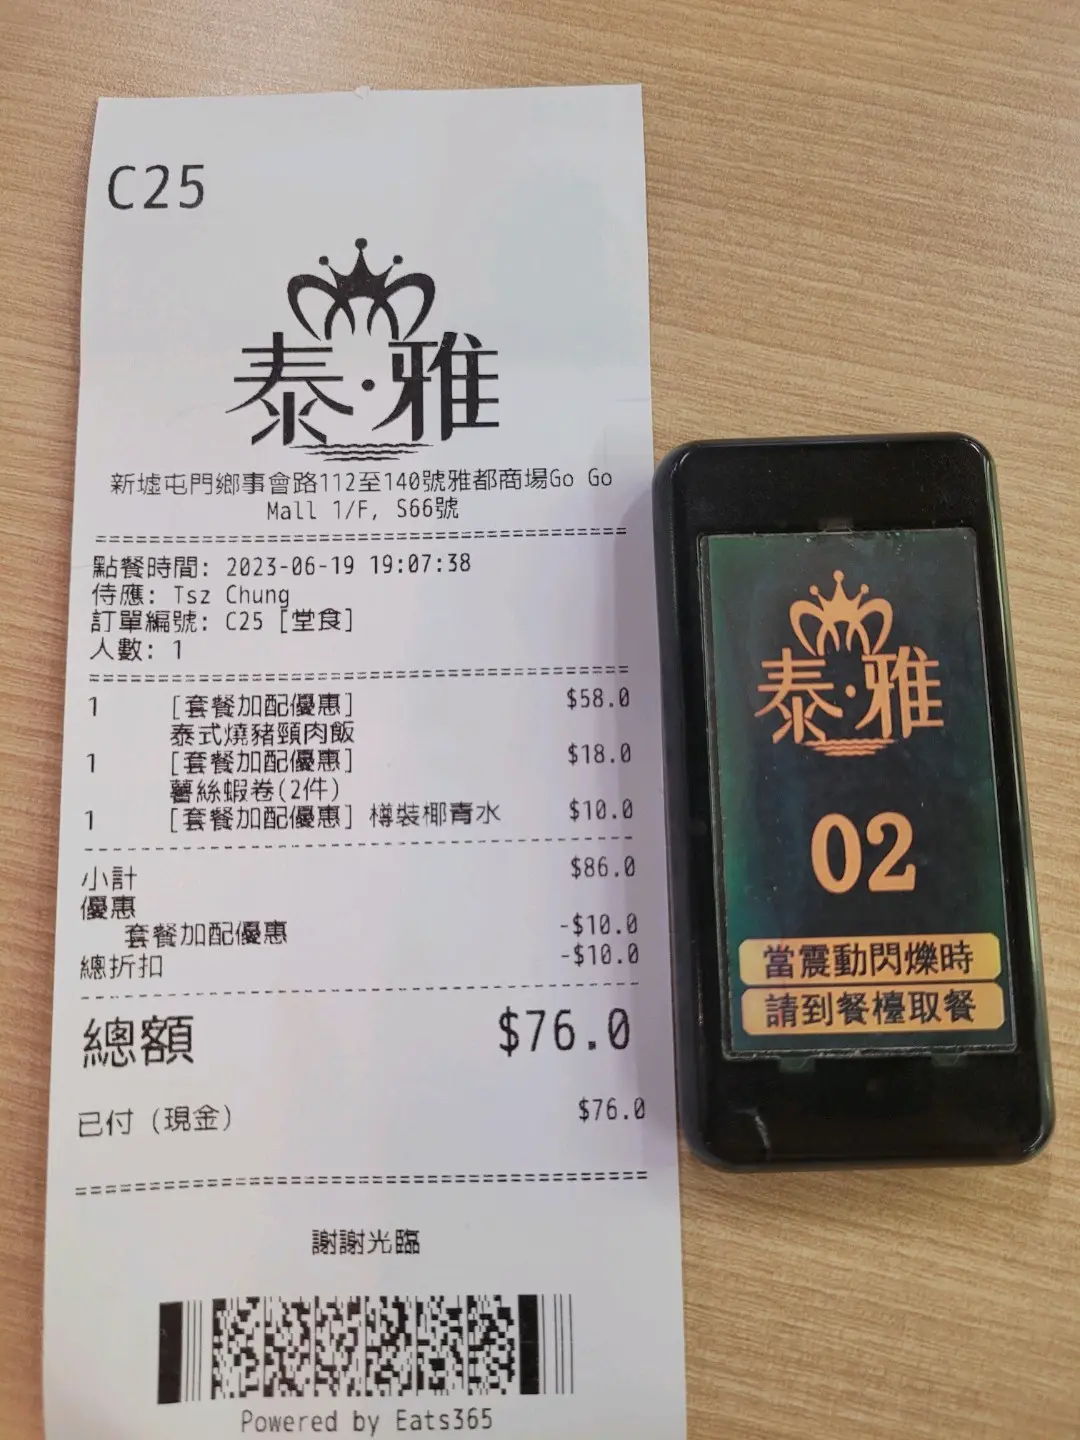 C25
泰·雅
新墟屯門鄉事會路112至140號雅都商場Go Go
Mall 1/F, S66號
點餐時間: 2023-06-19 19:07:38
侍應: Tsz Chung
訂單編號: C25 [堂食]
人數: 1
1 [套餐加配優惠] $58.0
泰式燒豬頸肉飯
1 [套餐加配優惠] $18.0
薯絲蝦卷(2件)
1 [套餐加配優惠] 樽裝椰青水 $10.0
小計 $86.0
優惠
套餐加配優惠 -$10.0
總折扣 -$10.0
總額 $76.0
已付 (現金) $76.0
謝謝光臨
Powered by Eats365
泰·雅
02
當震動閃爍時
請到餐檯取餐